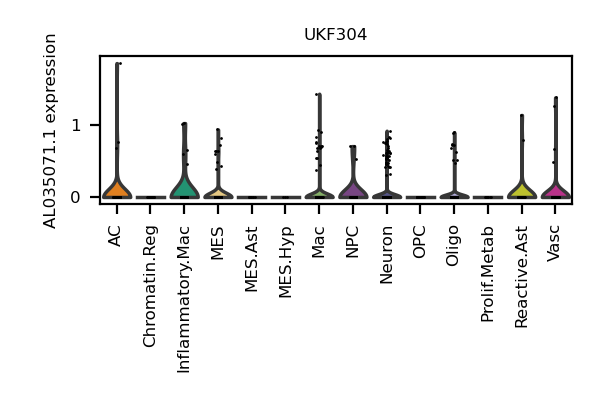 UKF304
AL035071.1 expression
1
0
AC
Chromatin.Reg
Inflammatory.Mac
MES
MES.Ast
MES.Hyp
Mac
NPC
Neuron
OPC
Oligo
Prolif.Metab
Reactive.Ast
Vasc